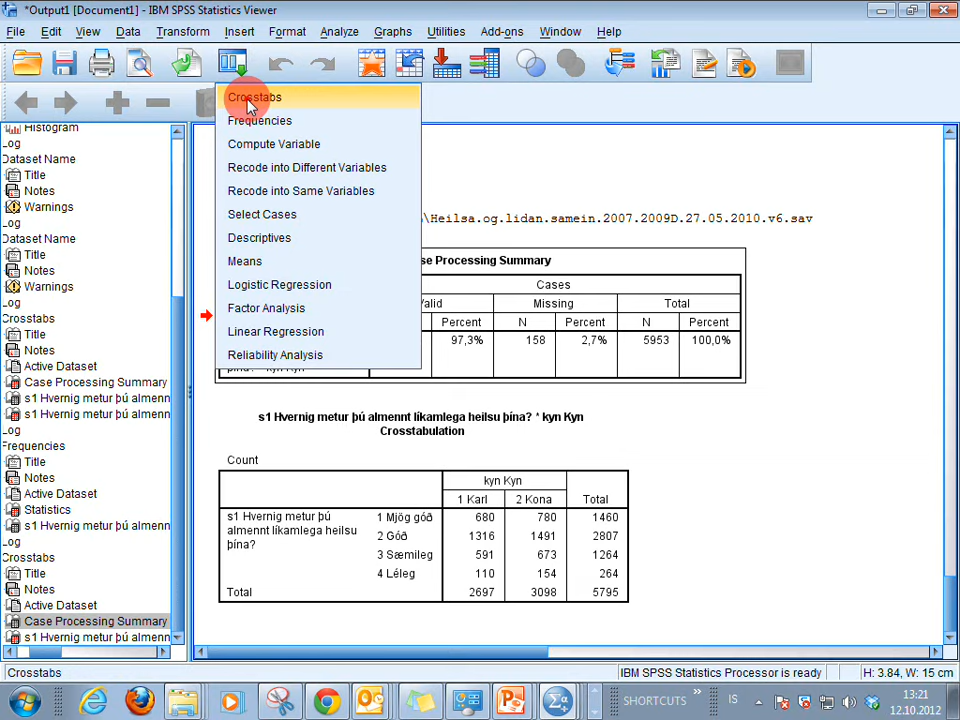 *Output1 [Document1] - IBM SPSS Statistics Viewer
File Edit View Data Transform Insert Format Analyze Graphs Utilities Add-ons Window Help
Crosstabs
Frequencies
Compute Variable
Recode into Different Variables
Recode into Same Variables
Select Cases
Descriptives
Means
Logistic Regression
Factor Analysis
Linear Regression
Reliability Analysis
Histogram
Log
Dataset Name
Title
Notes
Warnings
Log
Dataset Name
Title
Notes
Warnings
Log
Crosstabs
Title
Notes
Active Dataset
Case Processing Summary
s1 Hvernig metur þú almenn
s1 Hvernig metur þú almenn
Log
Frequencies
Title
Notes
Active Dataset
Statistics
s1 Hvernig metur þú almenn
Log
Crosstabs
Title
Notes
Active Dataset
Case Processing Summary
s1 Hvernig metur þú almenn
\Heilsa.og.lidan.samein.2007.2009D.27.05.2010.v6.sav
se Processing Summary
Cases
Valid Missing Total
Percent N Percent N Percent
97,3% 158 2,7% 5953 100,0%
þína? * kyn Kyn
s1 Hvernig metur þú almennt líkamlega heilsu þína? * kyn Kyn
Crosstabulation
Count
kyn Kyn
1 Karl 2 Kona Total
s1 Hvernig metur þú almennt líkamlega heilsu þína?
1 Mjög góð 680 780 1460
2 Góð 1316 1491 2807
3 Sæmileg 591 673 1264
4 Léleg 110 154 264
Total 2697 3098 5795
Crosstabs
IBM SPSS Statistics Processor is ready
H: 3.84, W: 15 cm
SHORTCUTS
IS
13:21
12.10.2012